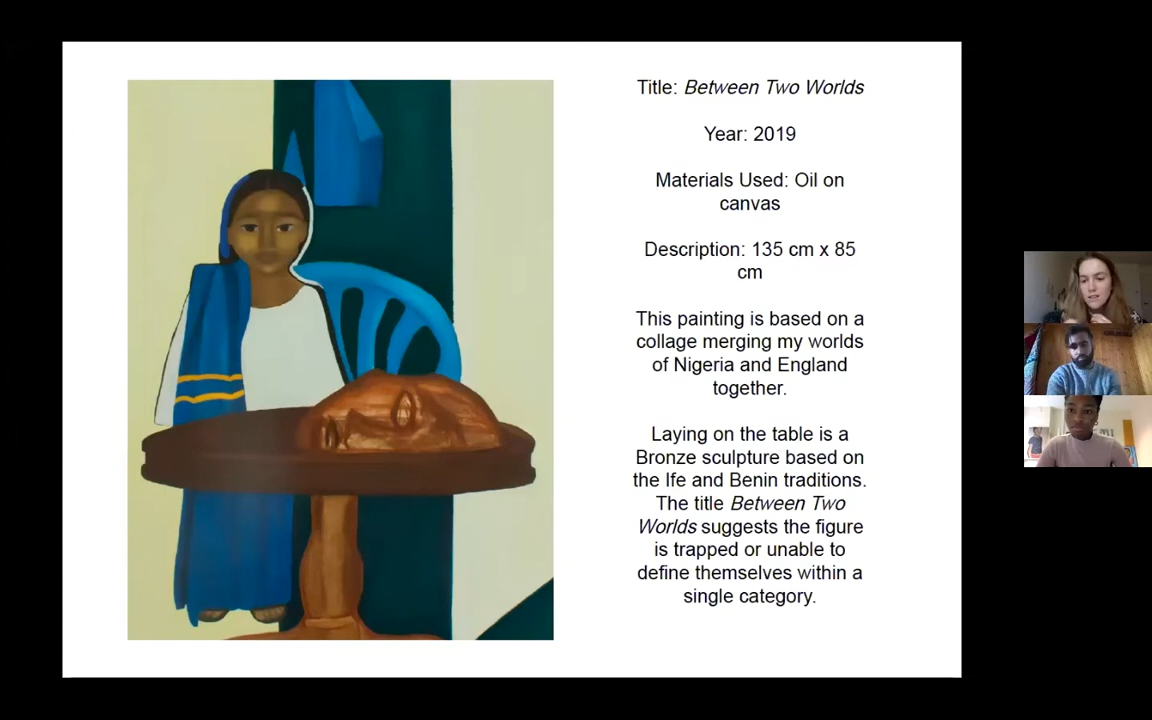 Title: Between Two Worlds
Year: 2019
Materials Used: Oil on
canvas
Description: 135 cm x 85
cm
This painting is based on a
collage merging my worlds
of Nigeria and England
together.
Laying on the table is a
Bronze sculpture based on
the Ife and Benin traditions.
The title Between Two
Worlds suggests the figure
is trapped or unable to
define themselves within a
single category.